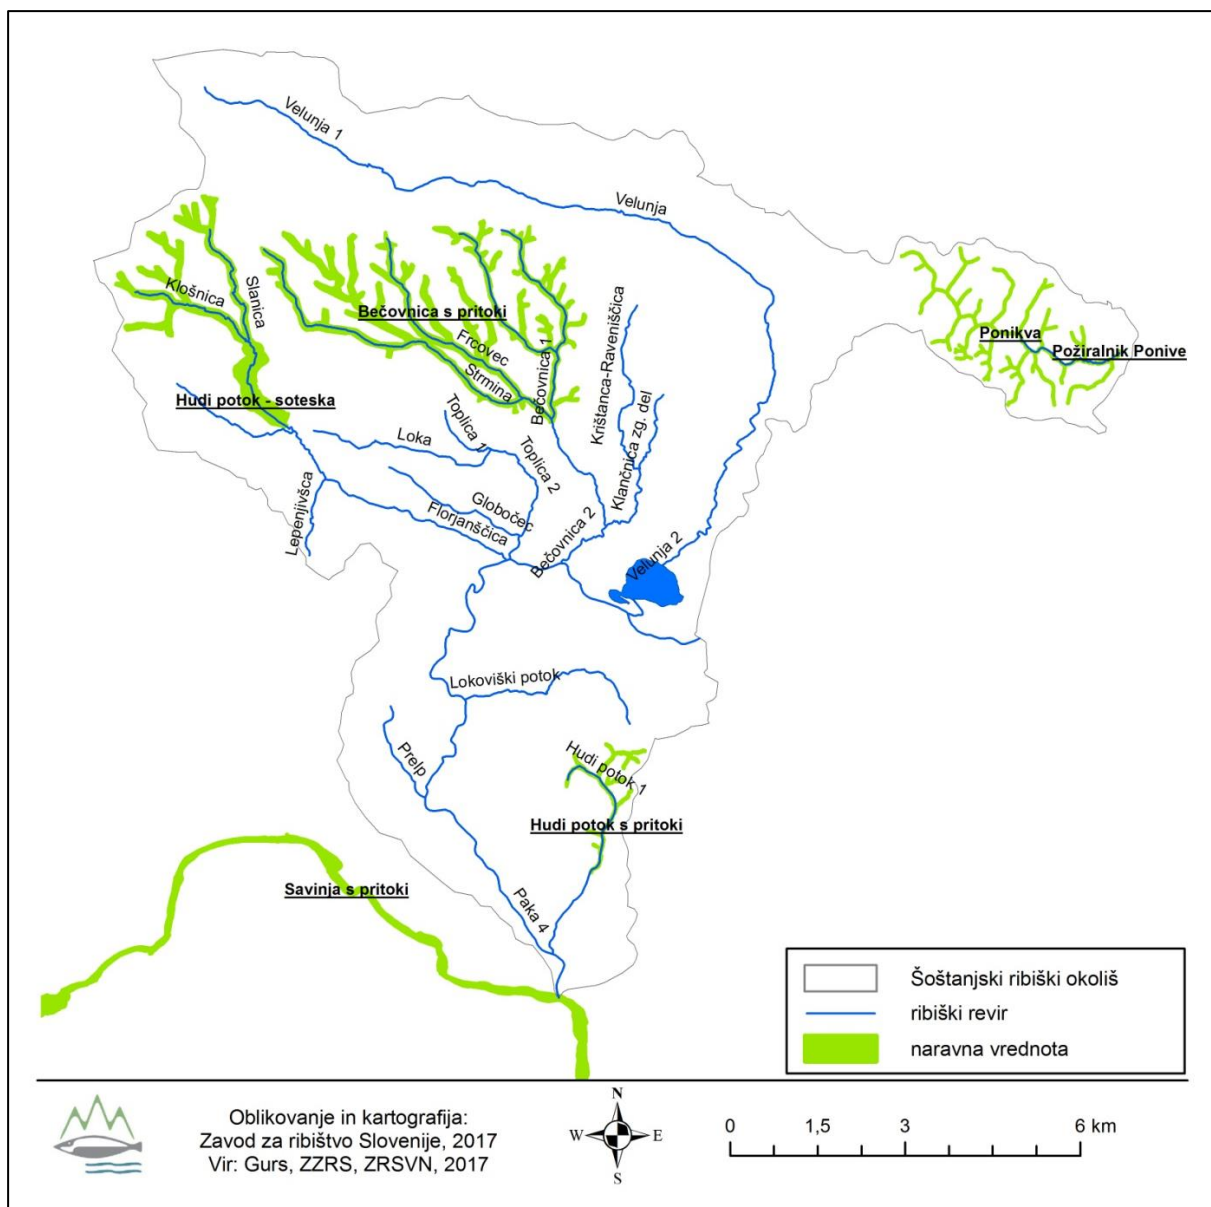 Velunja 1
Velunja
Slanica
Klošnica
Bečovnica s pritoki
Frcovec
Strmina
Bečovnica 1
Krištanca-Raveniščica
Ponikva
Požiralnik Ponive
Hudi potok - soteska
Toplica 1
Loka
Toplica 2
Klančnica zg. del
Globočec
Florjanščica
Lepenjivšca
Bečovnica 2
Velunja 2
Lokoviški potok
Prelp
Hudi potok 1
Hudi potok s pritoki
Savinja s pritoki
Paka 4
Šoštanjski ribiški okoliš
ribiški revir
naravna vrednota
Oblikovanje in kartografija:
Zavod za ribištvo Slovenije, 2017
Vir: Gurs, ZZRS, ZRSVN, 2017
N
W E
S
0 1,5 3 6 km